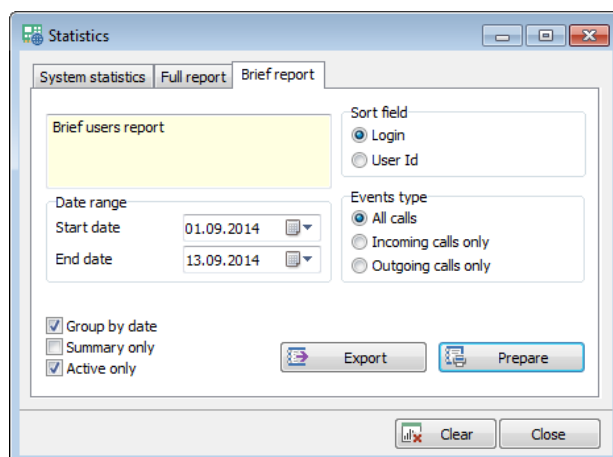 Statistics
System statistics
Full report
Brief report
Brief users report
Sort field
Login
User Id
Date range
Start date
01.09.2014
End date
13.09.2014
Events type
All calls
Incoming calls only
Outgoing calls only
Group by date
Summary only
Active only
Export
Prepare
Clear
Close